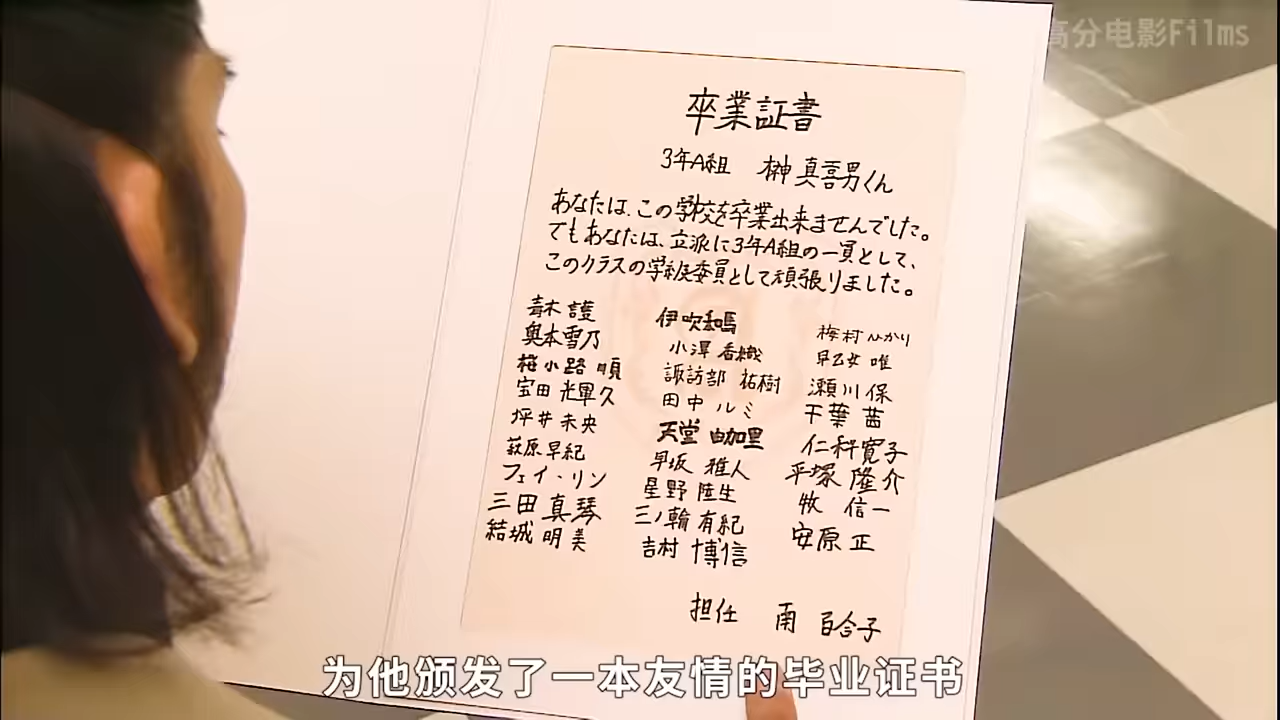 高分电影Films
卒業証書
3年A組 榊真喜男くん
あなたは、この学校を卒業出来ませんでした。
でもあなたは、立派に3年A組の一員として、
このクラスの学級委員として頑張りました。
青木 護 伊吹和馬 梅村ひかり
奥本雪乃 小澤香織 早乙女 唯
桜小路 順 諏訪部 祐樹 瀬川 保
宝田 光輝久 田中 ルミ 千葉 茜
坪井 未央 天堂 由加里 仁科寛子
萩原早紀 早坂 雅人 平塚 隆介
フェイ・リン 星野 陸生 牧 信一
三田真琴 三ノ輪 有紀 安原 正
結城 明美 吉村 博信
担任 南 百合子
为他颁发了一本友情的毕业证书